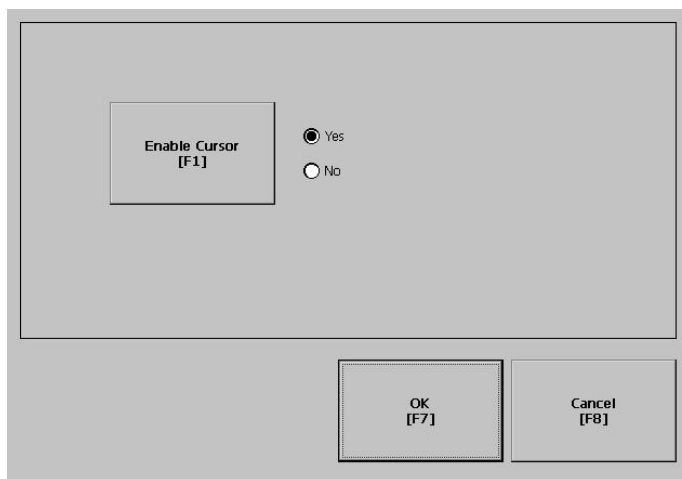 Enable Cursor
[F1]
Yes
No
OK
[F7]
Cancel
[F8]